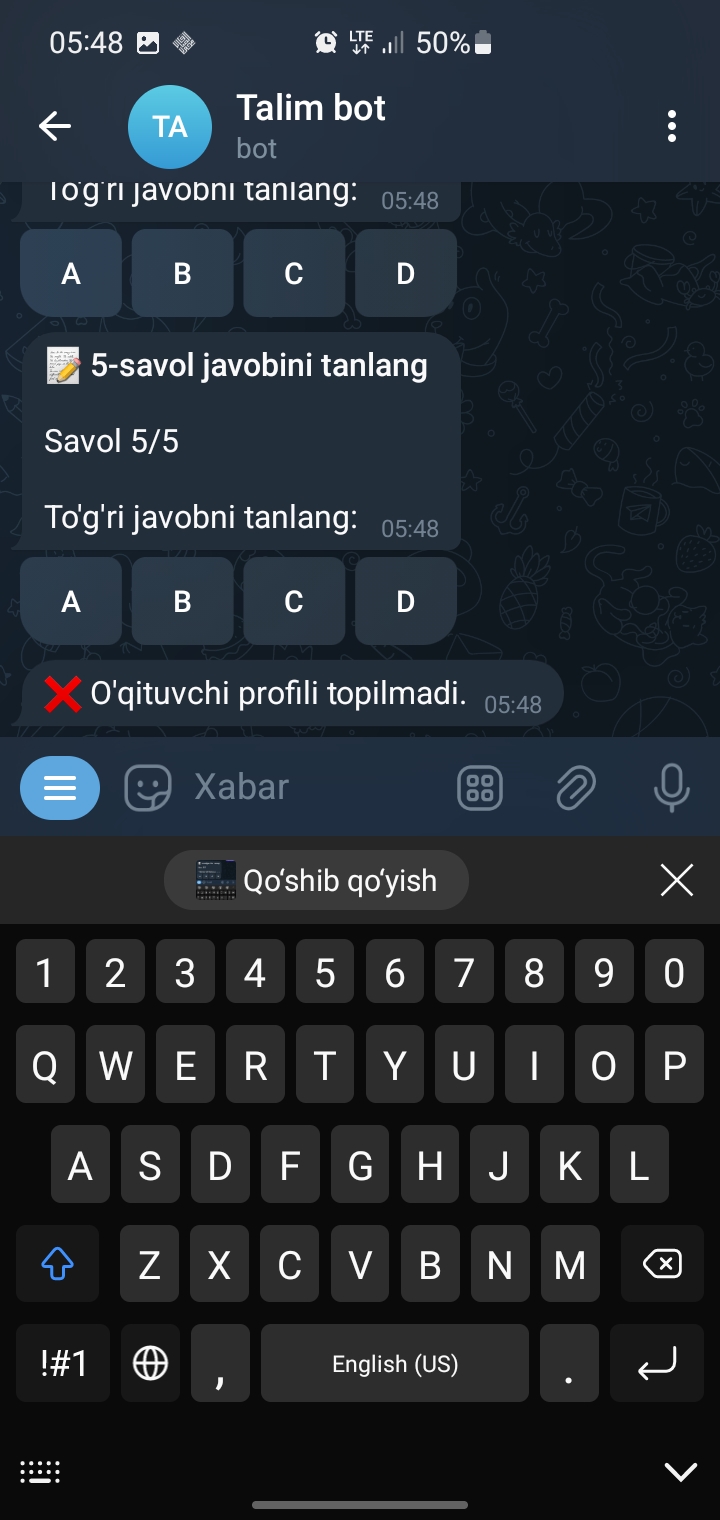 05:48 LTE 50%
TA Talim bot
bot
To'g'ri javobni tanlang: 05:48
A B C D
5-savol javobini tanlang
Savol 5/5
To'g'ri javobni tanlang: 05:48
A B C D
O'qituvchi profili topilmadi. 05:48
Xabar
Qo‘shib qo‘yish
1 2 3 4 5 6 7 8 9 0
Q W E R T Y U I O P
A S D F G H J K L
Z X C V B N M
!#1 , English (US) .